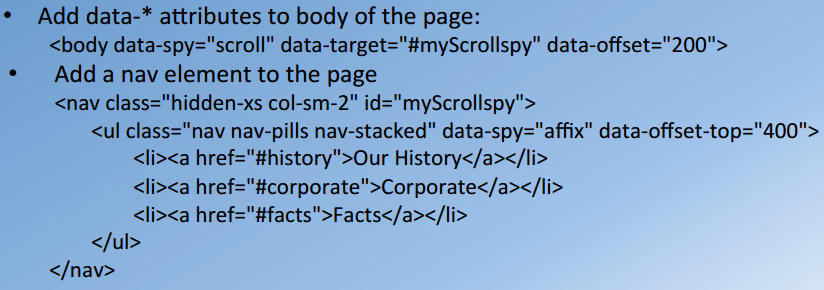 • Add data-* attributes to body of the page:
<body data-spy="scroll" data-target="#myScrollspy" data-offset="200">
• Add a nav element to the page
<nav class="hidden-xs col-sm-2" id="myScrollspy">
<ul class="nav nav-pills nav-stacked" data-spy="affix" data-offset-top="400">
<li><a href="#history">Our History</a></li>
<li><a href="#corporate">Corporate</a></li>
<li><a href="#facts">Facts</a></li>
</ul>
</nav>